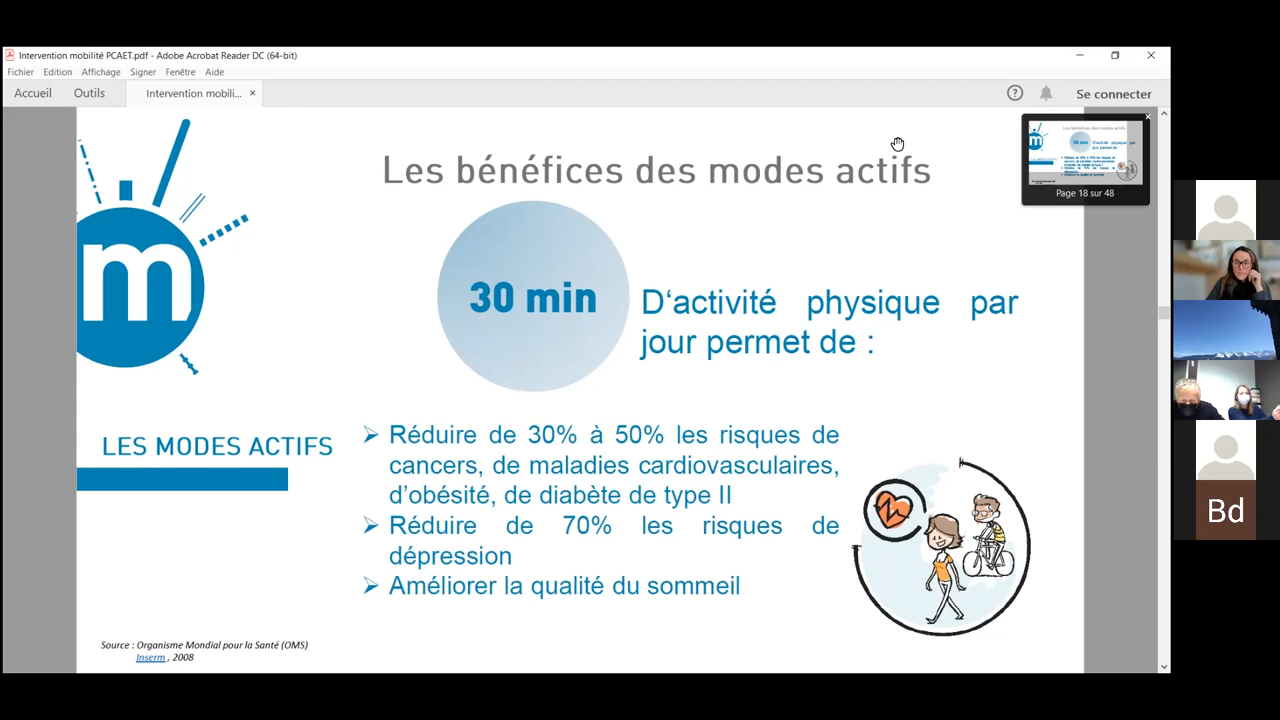 Intervention mobilité PCAET.pdf - Adobe Acrobat Reader DC (64-bit)
Fichier Edition Affichage Signer Fenêtre Aide
Accueil Outils Intervention mobili... × Se connecter
Les bénéfices des modes actifs
Page 18 sur 48
m
30 min
D‘activité physique par
jour permet de :
LES MODES ACTIFS
Réduire de 30% à 50% les risques de
cancers, de maladies cardiovasculaires,
d’obésité, de diabète de type II
Réduire de 70% les risques de
dépression
Améliorer la qualité du sommeil
Source : Organisme Mondial pour la Santé (OMS)
Inserm , 2008
Bd